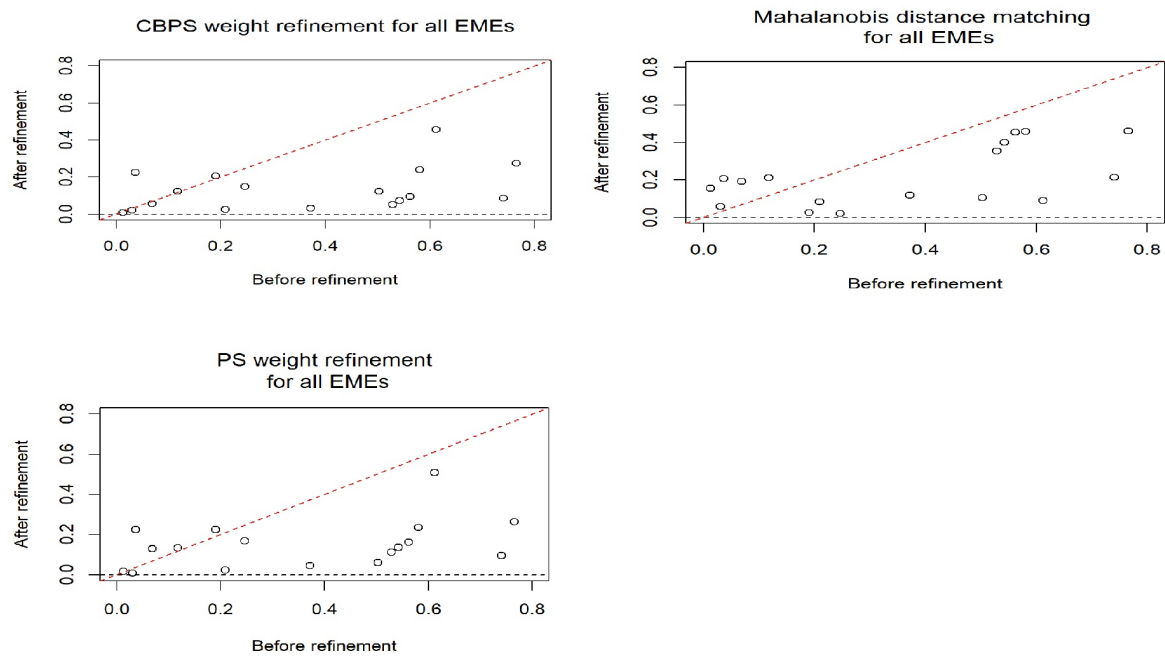 CBPS weight refinement for all EMEs
After refinement
0.0 0.2 0.4 0.6 0.8
0.0 0.2 0.4 0.6 0.8
Before refinement
Mahalanobis distance matching
for all EMEs
After refinement
0.0 0.2 0.4 0.6 0.8
0.0 0.2 0.4 0.6 0.8
Before refinement
PS weight refinement
for all EMEs
After refinement
0.0 0.2 0.4 0.6 0.8
0.0 0.2 0.4 0.6 0.8
Before refinement